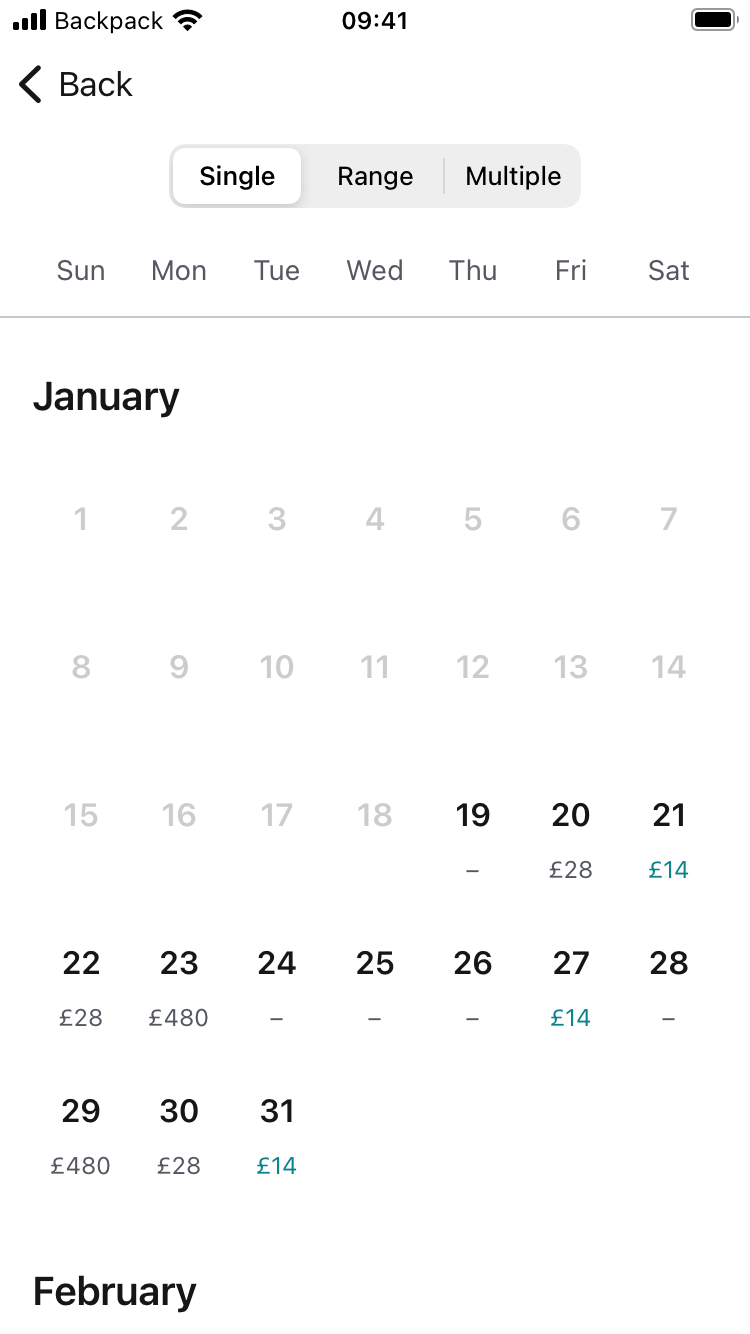 Backpack 09:41
Back
Single Range Multiple
Sun Mon Tue Wed Thu Fri Sat
January
1 2 3 4 5 6 7
8 9 10 11 12 13 14
15 16 17 18 19 20 21
– £28 £14
22 23 24 25 26 27 28
£28 £480 – – – £14 –
29 30 31
£480 £28 £14
February